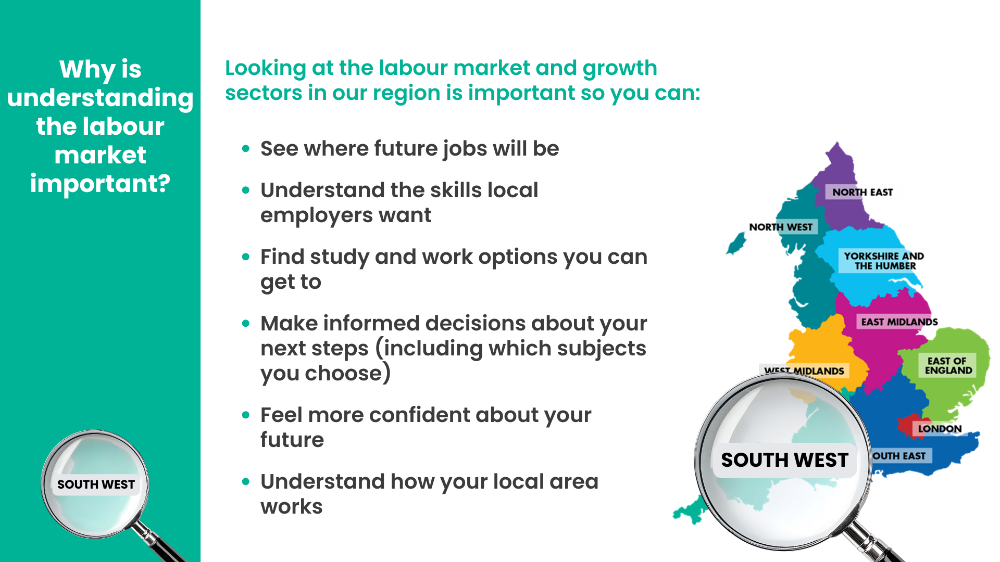 Why is
understanding
the labour
market
important?
SOUTH WEST
Looking at the labour market and growth
sectors in our region is important so you can:
• See where future jobs will be
• Understand the skills local
employers want
• Find study and work options you can
get to
• Make informed decisions about your
next steps (including which subjects
you choose)
• Feel more confident about your
future
• Understand how your local area
works
NORTH EAST
NORTH WEST
YORKSHIRE AND
THE HUMBER
EAST MIDLANDS
WEST MIDLANDS
EAST OF
ENGLAND
LONDON
OUTH EAST
SOUTH WEST